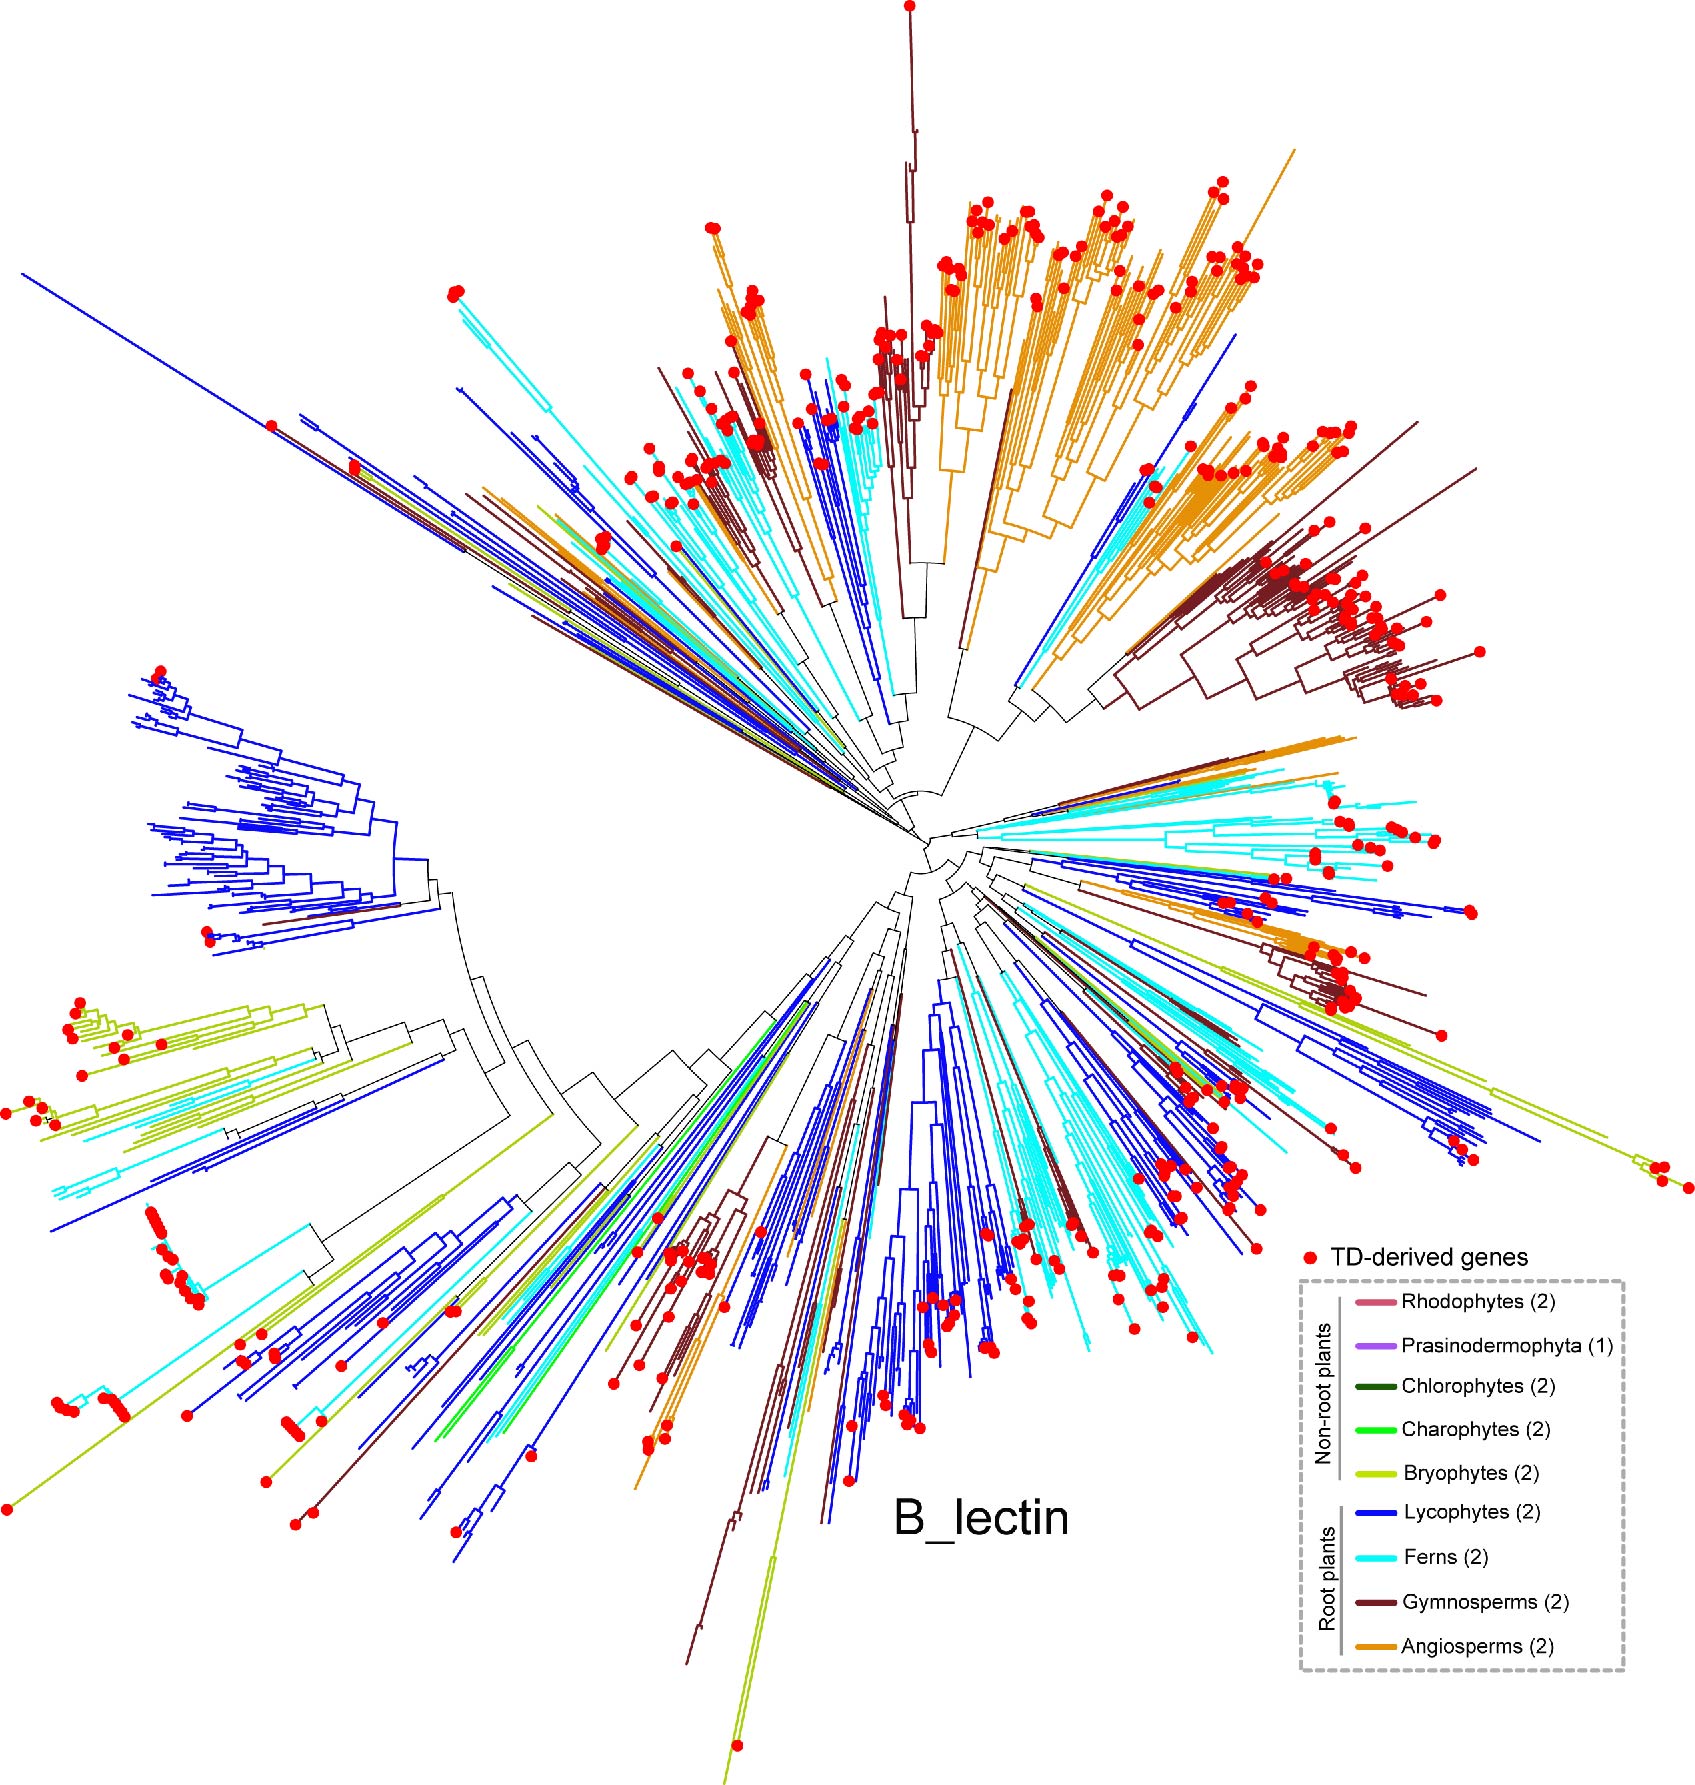 TD-derived genes
Non-root plants
Rhodophytes (2)
Prasinodermophyta (1)
Chlorophytes (2)
Charophytes (2)
Bryophytes (2)
Root plants
Lycophytes (2)
Ferns (2)
Gymnosperms (2)
Angiosperms (2)
B_lectin